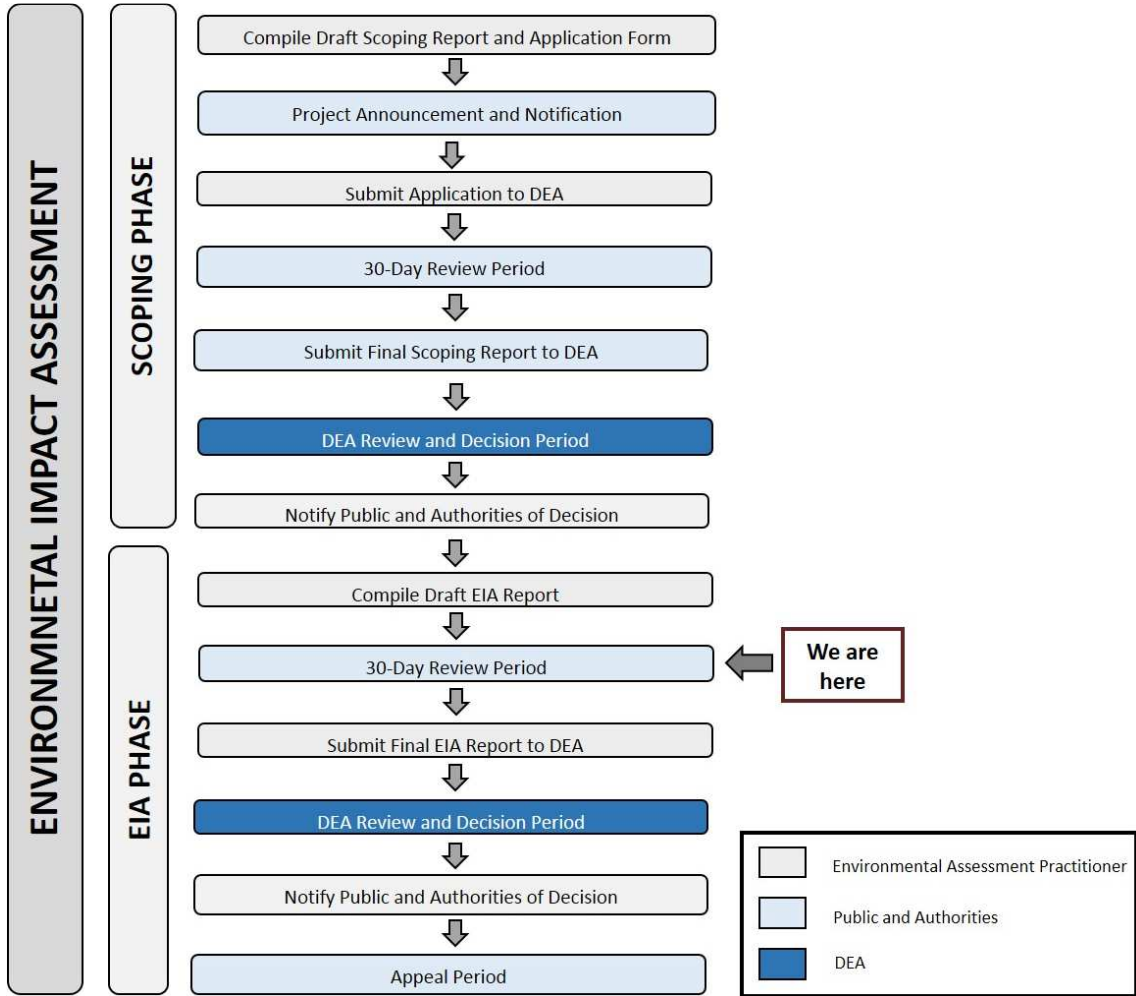 ENVIRONMNETAL IMPACT ASSESSMENT
SCOPING PHASE
Compile Draft Scoping Report and Application Form
Project Announcement and Notification
Submit Application to DEA
30-Day Review Period
Submit Final Scoping Report to DEA
DEA Review and Decision Period
Notify Public and Authorities of Decision
EIA PHASE
Compile Draft EIA Report
30-Day Review Period
We are
here
Submit Final EIA Report to DEA
DEA Review and Decision Period
Notify Public and Authorities of Decision
Appeal Period
Environmental Assessment Practitioner
Public and Authorities
DEA